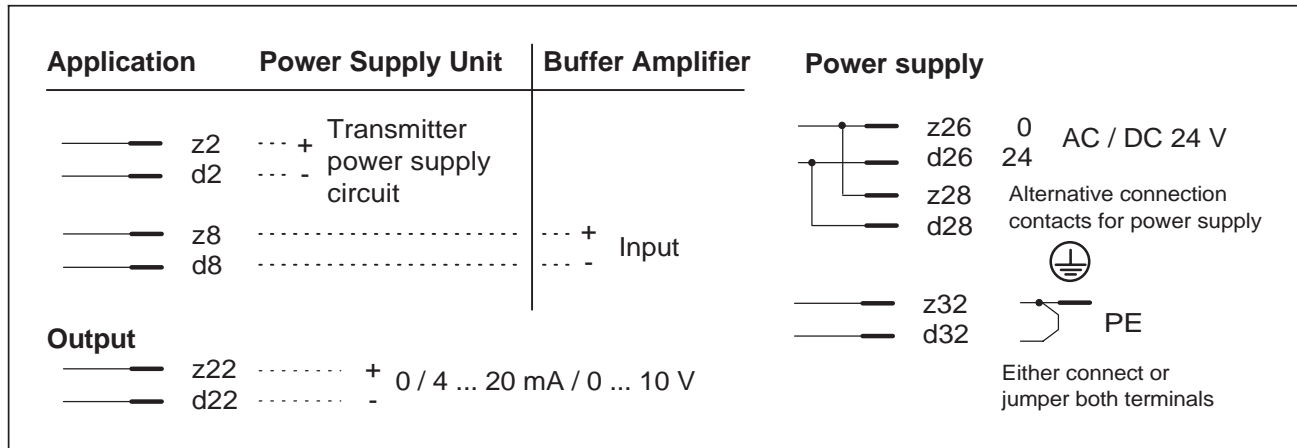 Application Power Supply Unit Buffer Amplifier
z2 + Transmitter
d2 - power supply
circuit
z8 + Input
d8 -
Output
z22 + 0 / 4 ... 20 mA / 0 ... 10 V
d22 -
Power supply
z26 0 AC / DC 24 V
d26 24
z28 Alternative connection
d28 contacts for power supply
z32 PE
d32
Either connect or
jumper both terminals